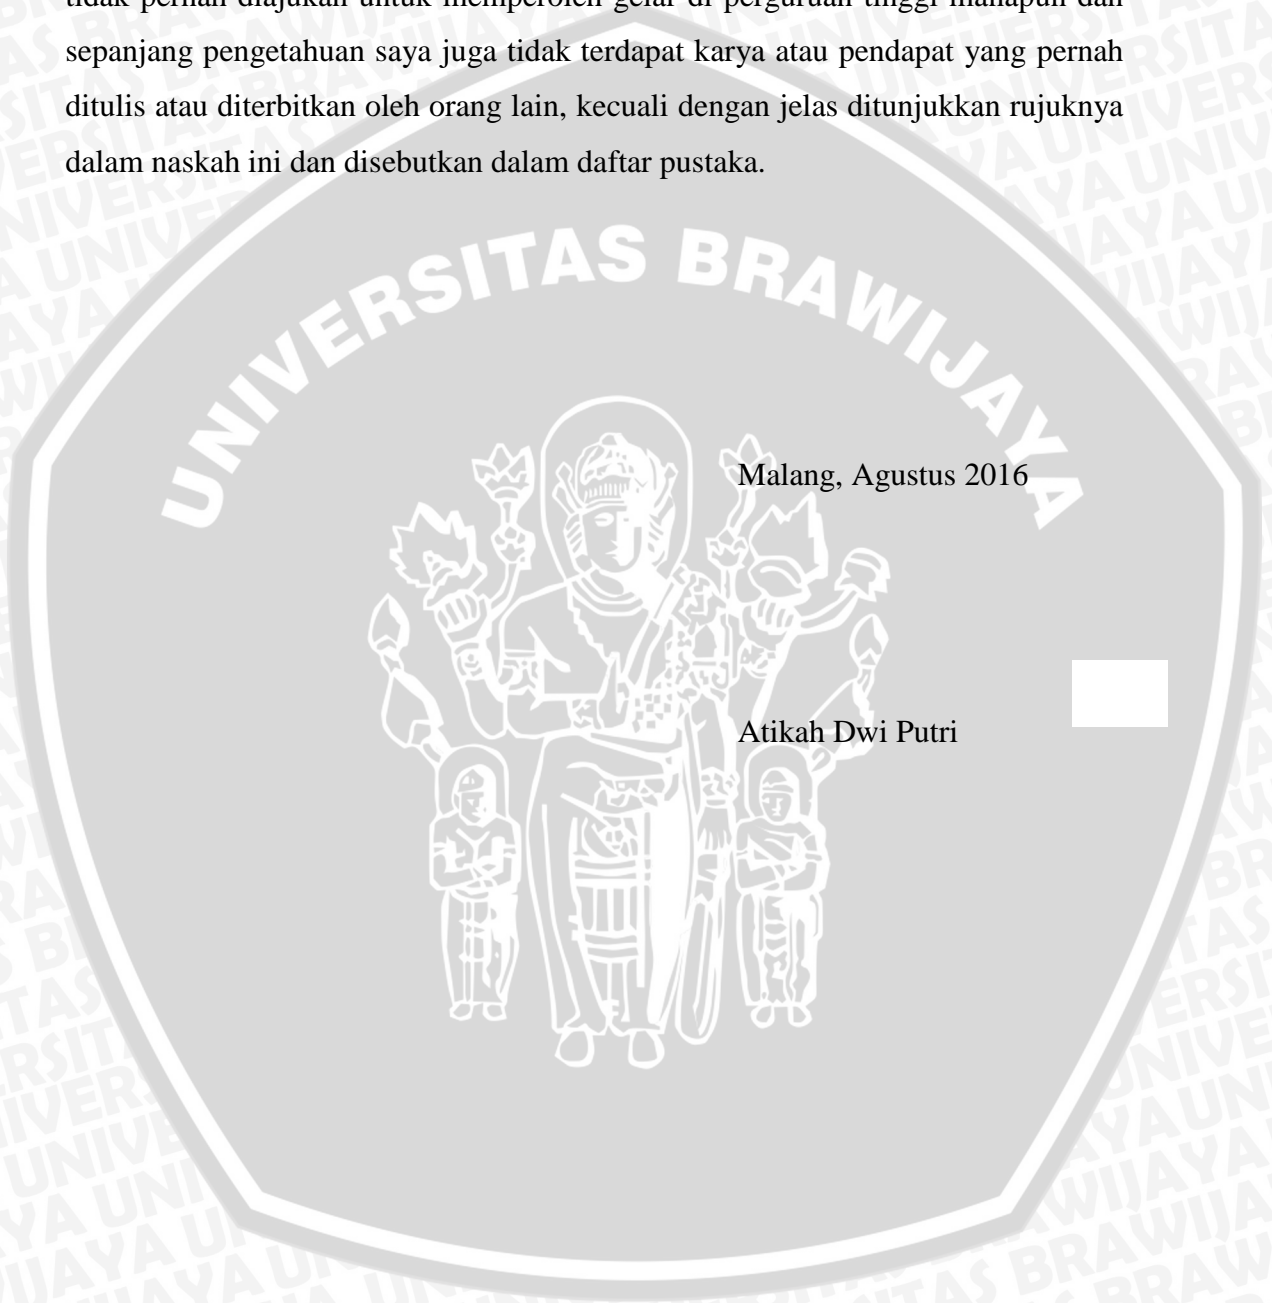 tidak pernah diajukan untuk memperoleh gelar di perguruan tinggi manapun dan
sepanjang pengetahuan saya juga tidak terdapat karya atau pendapat yang pernah
ditulis atau diterbitkan oleh orang lain, kecuali dengan jelas ditunjukkan rujuknya
dalam naskah ini dan disebutkan dalam daftar pustaka.
UNIVERSITAS BRAWIJAYA
Malang, Agustus 2016
Atikah Dwi Putri